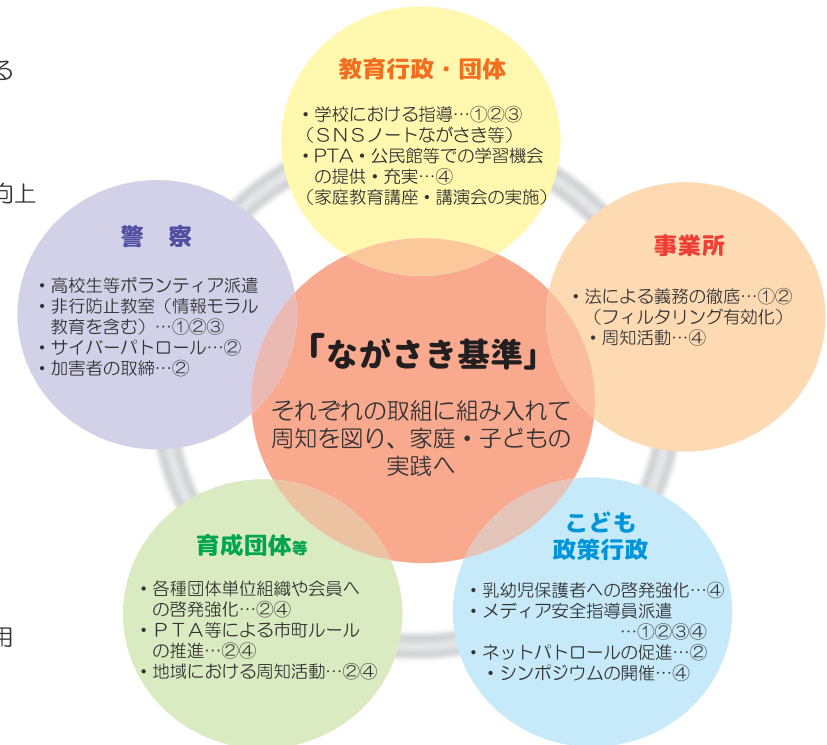 る
向上
用
教育行政・団体
・学校における指導…①②③
（ＳＮＳノートながさき等）
・PTA・公民館等での学習機会
の提供・充実…④
（家庭教育講座・講演会の実施）
警　察
・高校生等ボランティア派遣
・非行防止教室（情報モラル
教育を含む）…①②③
・サイバーパトロール…②
・加害者の取締…②
事業所
・法による義務の徹底…①②
（フィルタリング有効化）
・周知活動…④
「ながさき基準」
それぞれの取組に組み入れて
周知を図り、家庭・子どもの
実践へ
育成団体等
・各種団体単位組織や会員へ
の啓発強化…②④
・ＰＴＡ等による市町ルール
の推進…②④
・地域における周知活動…②④
こども
政策行政
・乳幼児保護者への啓発強化…④
・メディア安全指導員派遣
…①②③④
・ネットパトロールの促進…②
・シンポジウムの開催…④